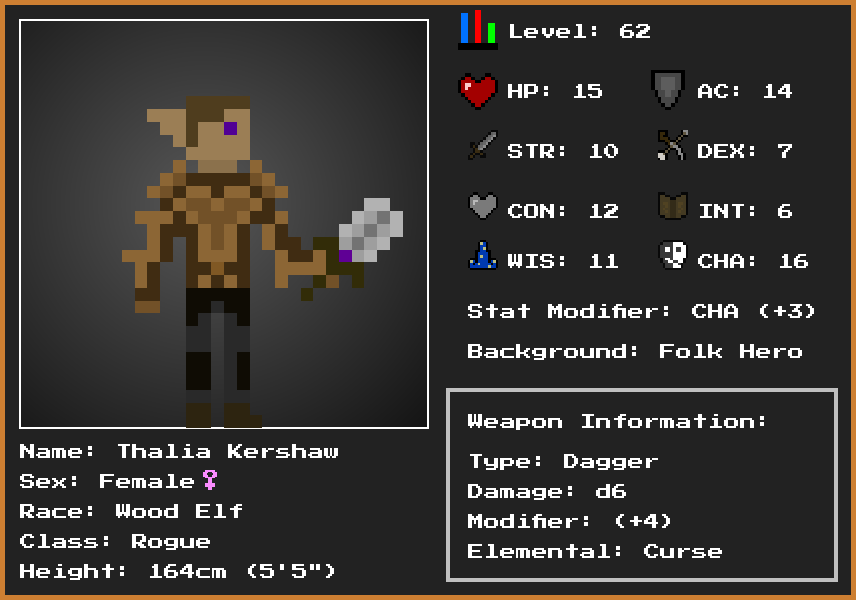 Level: 62
HP: 15 AC: 14
STR: 10 DEX: 7
CON: 12 INT: 6
WIS: 11 CHA: 16
Stat Modifier: CHA (+3)
Background: Folk Hero
Name: Thalia Kershaw
Sex: Female♀
Race: Wood Elf
Class: Rogue
Height: 164cm (5'5")
Weapon Information:
Type: Dagger
Damage: d6
Modifier: (+4)
Elemental: Curse